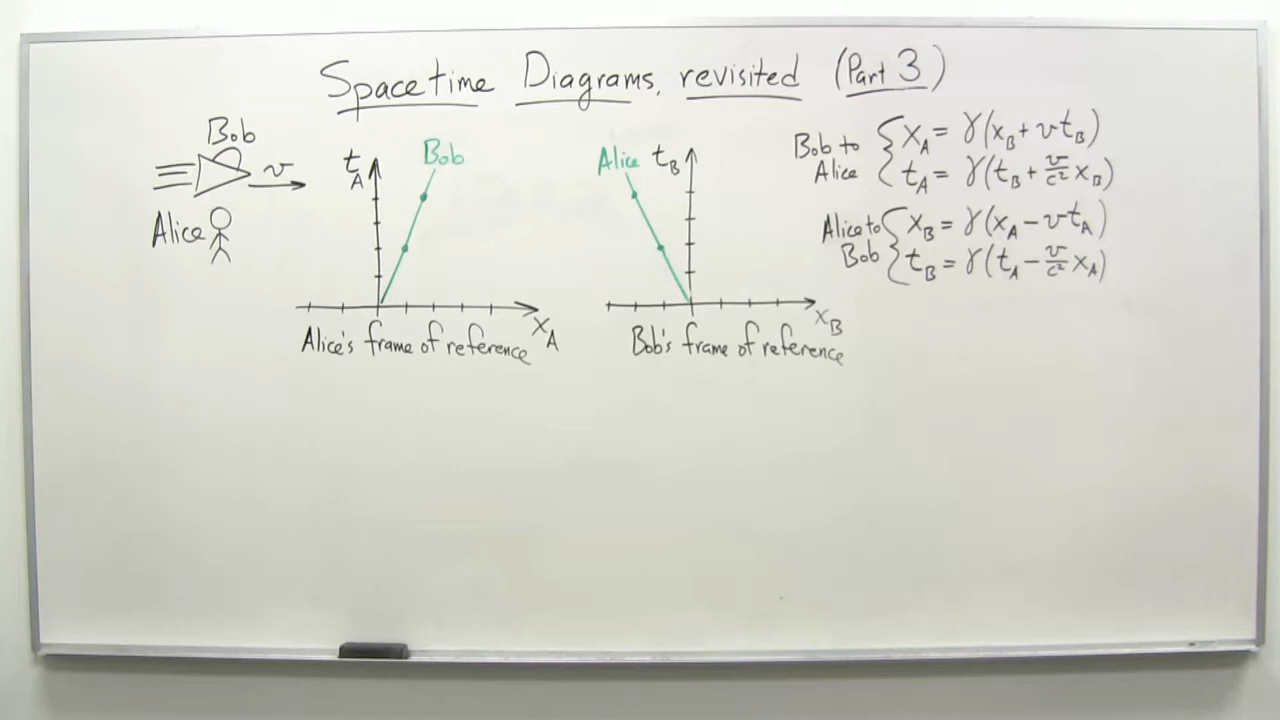 Spacetime Diagrams, revisited (Part 3)
Bob
v
Alice
t_A
Bob
x_A
Alice's frame of reference
Alice
t_B
x_B
Bob's frame of reference
Bob to Alice { x_A = γ(x_B + vt_B)
t_A = γ(t_B + v/c² x_B)
Alice to Bob { x_B = γ(x_A − vt_A)
t_B = γ(t_A − v/c² x_A)